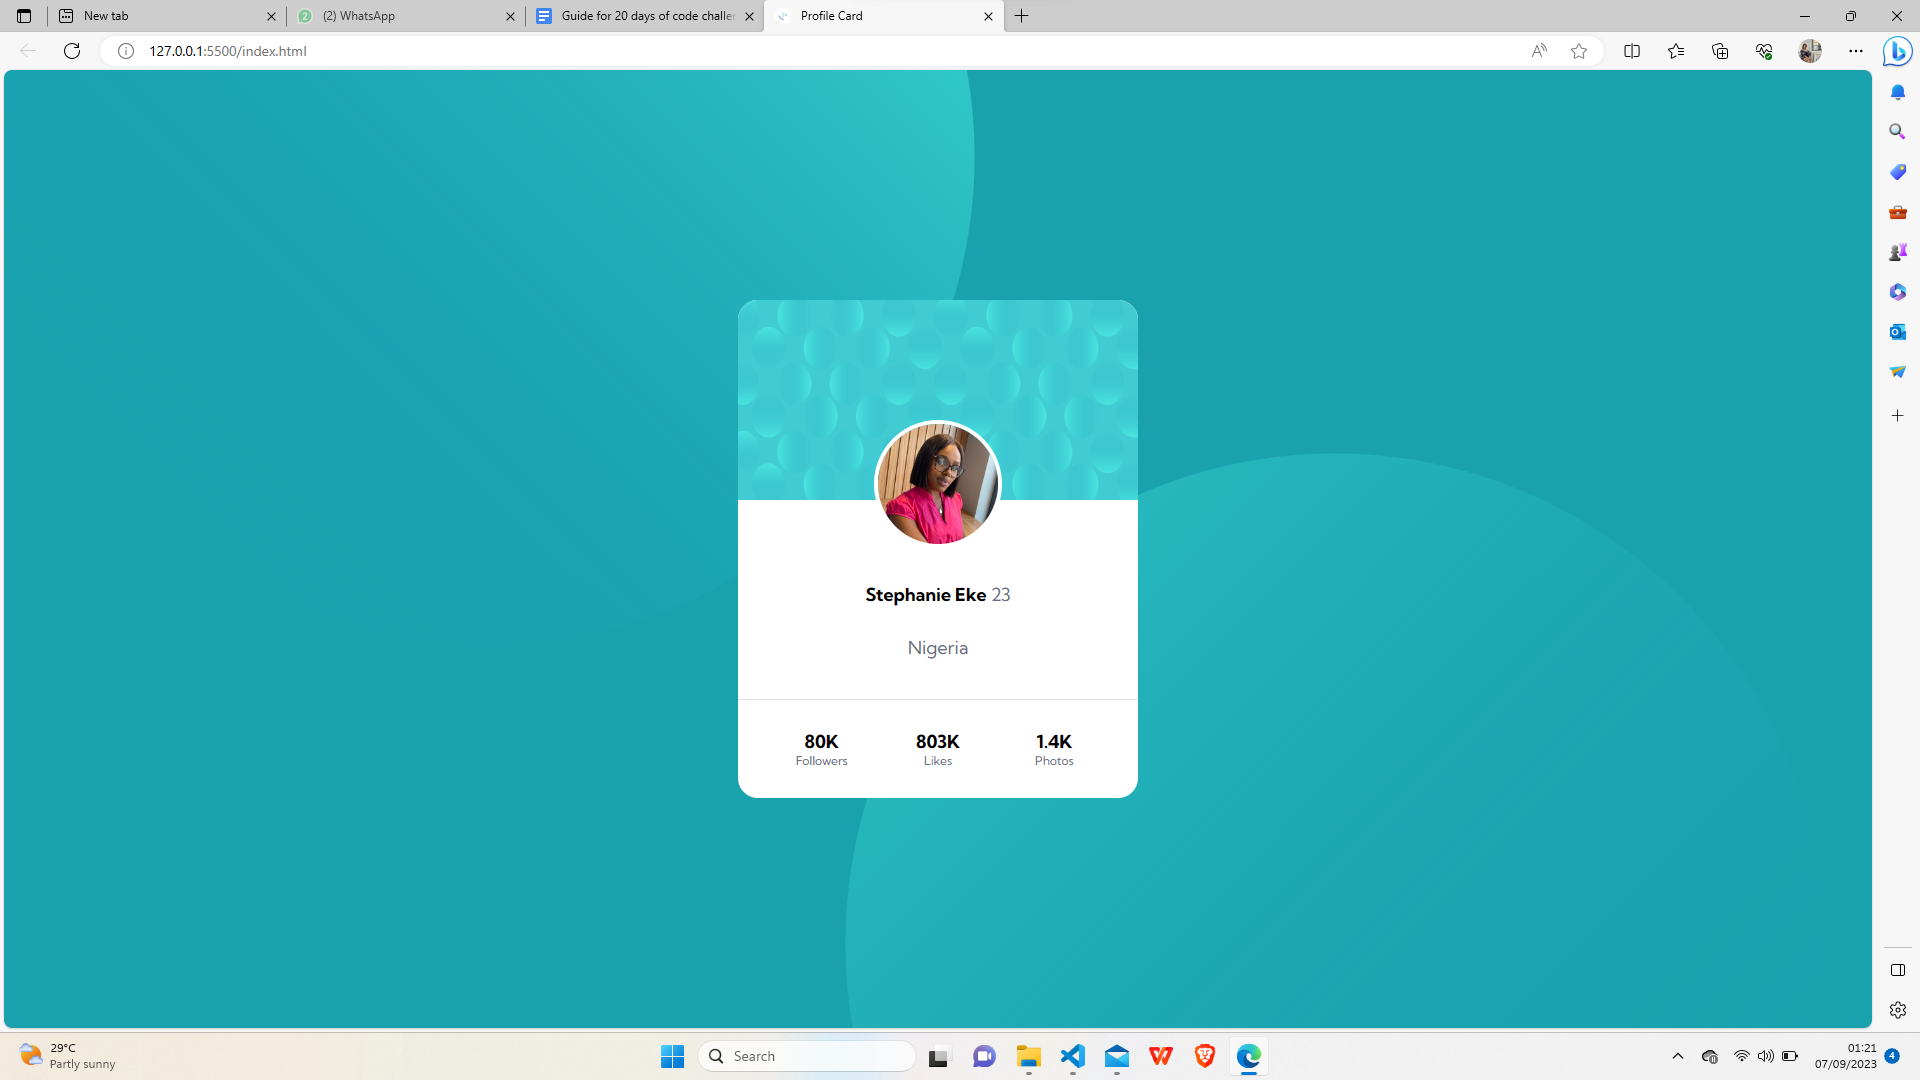 New tab
(2) WhatsApp
Guide for 20 days of code challen
Profile Card
127.0.0.1:5500/index.html
Stephanie Eke 23
Nigeria
80K 803K 1.4K
Followers Likes Photos
29°C
Partly sunny
Search
01:21
07/09/2023
4